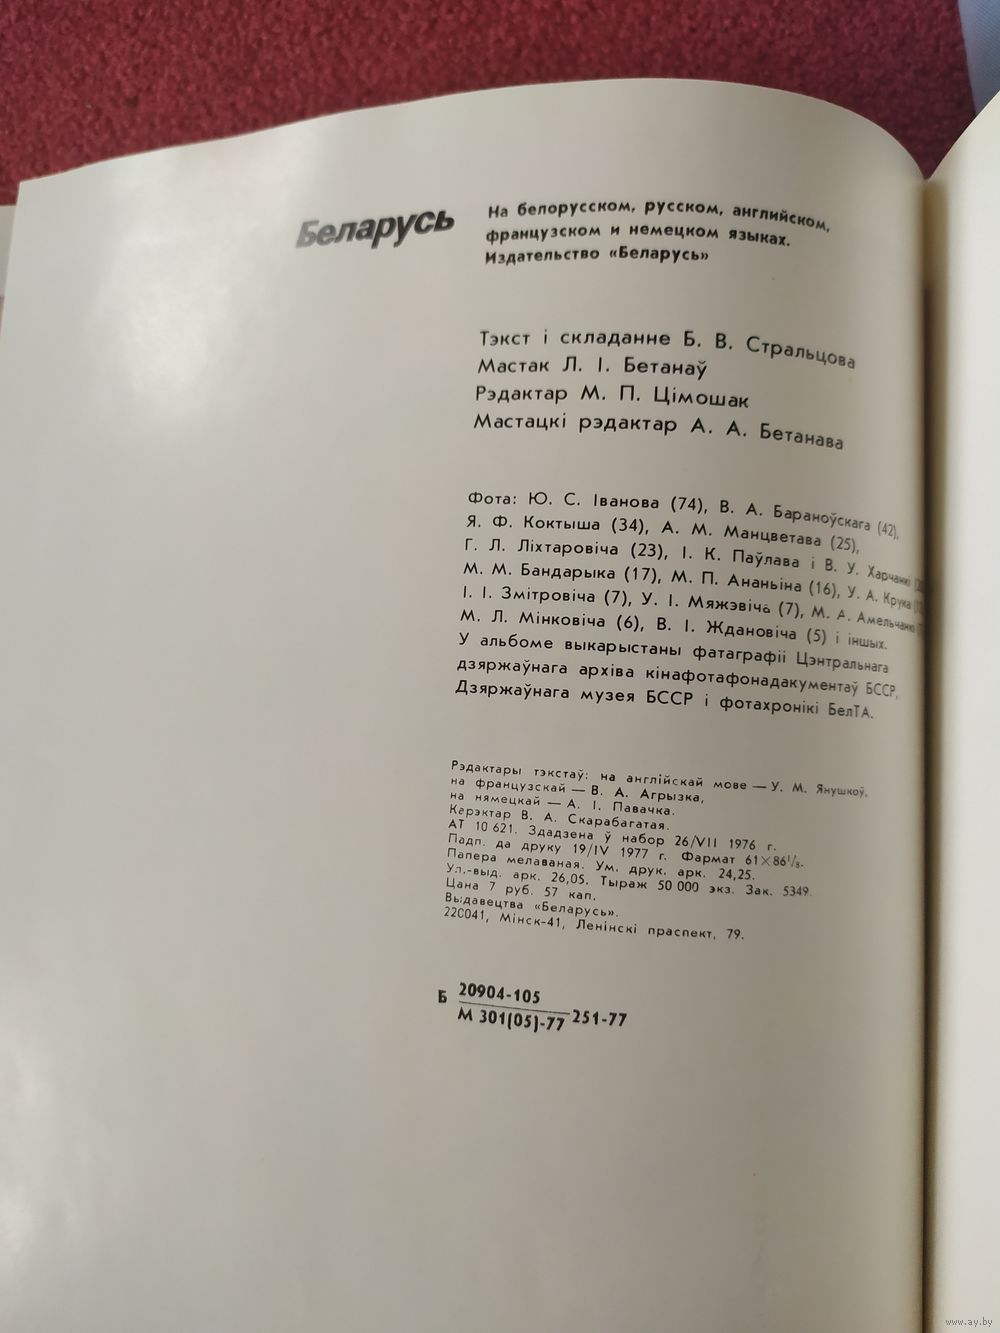 Беларусь
На белорусском, русском, английском,
французском и немецком языках.
Издательство «Беларусь»
Тэкст і складанне Б. В. Стральцова
Мастак Л. І. Бетанаў
Рэдактар М. П. Цімошак
Мастацкі рэдактар А. А. Бетанава
Фота: Ю. С. Іванова (74), В. А. Бараноўскага (42),
Я. Ф. Коктыша (34), А. М. Манцветава (25),
Г. Л. Ліхтаровіча (23), І. К. Паўлава і В. У. Харчанкі
М. М. Бандарыка (17), М. П. Ананьіна (16), У. А. Крука
І. І. Змітровіча (7), У. І. Мяжэвіча (7), М. А. Амельчанкі
М. Л. Мінковіча (6), В. І. Ждановіча (5) і іншых.
У альбоме выкарыстаны фатаграфіі Цэнтральнага
дзяржаўнага архіва кінафотафонадакументаў БССР,
Дзяржаўнага музея БССР і фотахронікі БелТА.
Рэдактары тэкстаў: на англійскай мове — У. М. Янушкоў,
на французскай — В. А. Агрызка,
на нямецкай — А. І. Павачка.
Карэктар В. А. Скарабагатая.
АТ 10 621. Здадзена ў набор 26/VII 1976 г.
Падп. да друку 19/IV 1977 г. Фармат 61×86¹/₈.
Папера мелаваная. Ум. друк. арк. 24,25.
Ул.-выд. арк. 26,05. Тыраж 50 000 экз. Зак. 5349.
Цана 7 руб. 57 кап.
Выдавецтва «Беларусь».
220041, Мінск-41, Ленінскі праспект, 79.
Б 20904-105
М 301(05)-77 251-77
www.ay.by